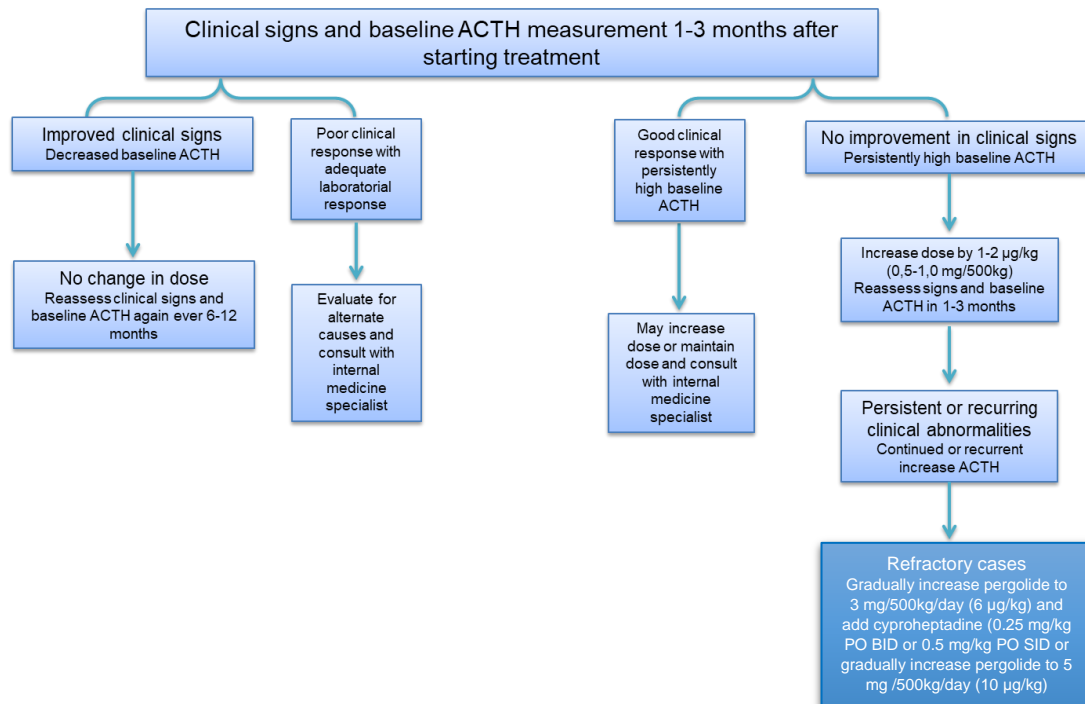 Clinical signs and baseline ACTH measurement 1-3 months after
starting treatment
Improved clinical signs
Decreased baseline ACTH
No change in dose
Reassess clinical signs and
baseline ACTH again ever 6-12
months
Poor clinical
response with
adequate
laboratorial
response
Evaluate for
alternate
causes and
consult with
internal
medicine
specialist
Good clinical
response with
persistently
high baseline
ACTH
May increase
dose or maintain
dose and consult
with internal
medicine
specialist
No improvement in clinical signs
Persistently high baseline ACTH
Increase dose by 1-2 µg/kg
(0,5-1,0 mg/500kg)
Reassess signs and baseline
ACTH in 1-3 months
Persistent or recurring
clinical abnormalities
Continued or recurrent
increase ACTH
Refractory cases
Gradually increase pergolide to
3 mg/500kg/day (6 µg/kg) and
add cyproheptadine (0.25 mg/kg
PO BID or 0.5 mg/kg PO SID or
gradually increase pergolide to 5
mg /500kg/day (10 µg/kg)